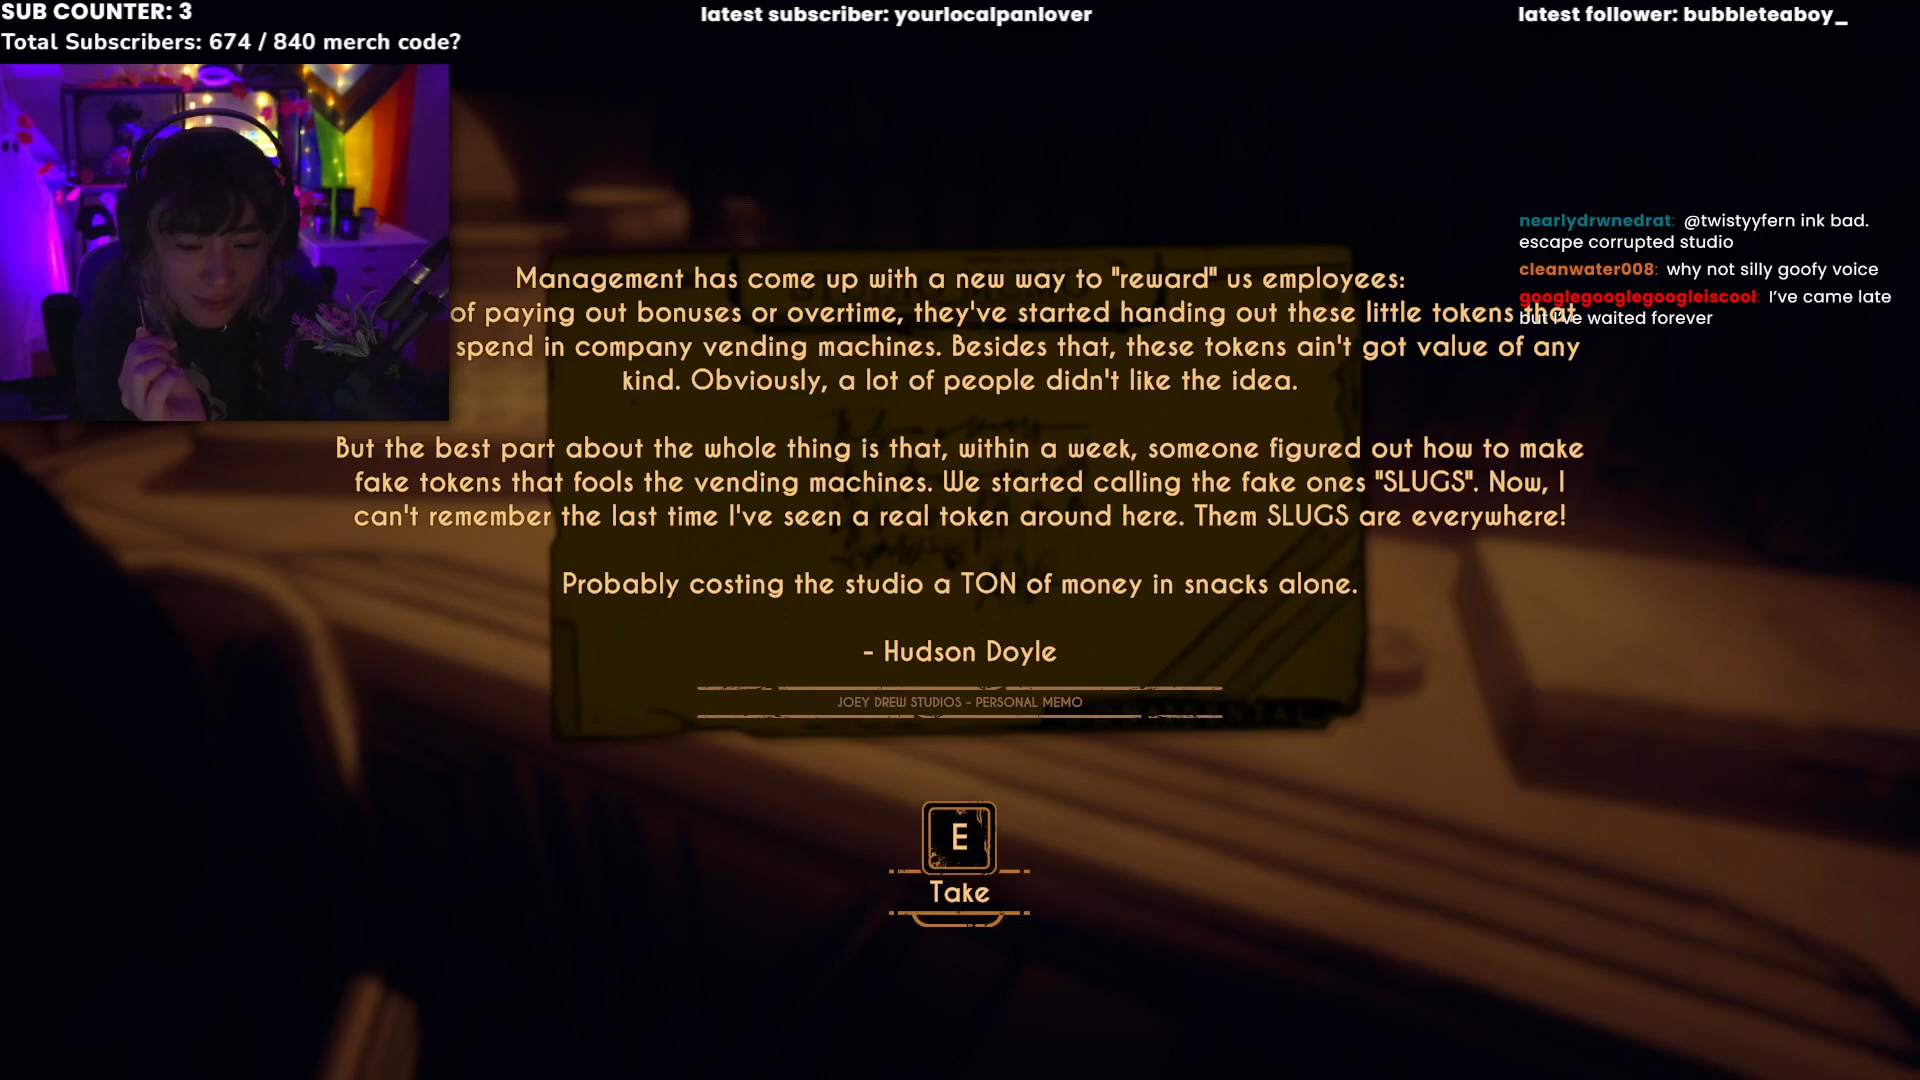 SUB COUNTER: 3
Total Subscribers: 674 / 840 merch code?
latest subscriber: yourlocalpanlover
latest follower: bubbleteaboy_
nearlydrwnedrat: @twistyyfern ink bad.
escape corrupted studio
cleanwater008: why not silly goofy voice
googlegooglegoogleiscool: I've came late
but I've waited forever
Management has come up with a new way to "reward" us employees:
of paying out bonuses or overtime, they've started handing out these little tokens that
spend in company vending machines. Besides that, these tokens ain't got value of any
kind. Obviously, a lot of people didn't like the idea.
But the best part about the whole thing is that, within a week, someone figured out how to make
fake tokens that fools the vending machines. We started calling the fake ones "SLUGS". Now, I
can't remember the last time I've seen a real token around here. Them SLUGS are everywhere!
Probably costing the studio a TON of money in snacks alone.
- Hudson Doyle
JOEY DREW STUDIOS - PERSONAL MEMO
E
Take